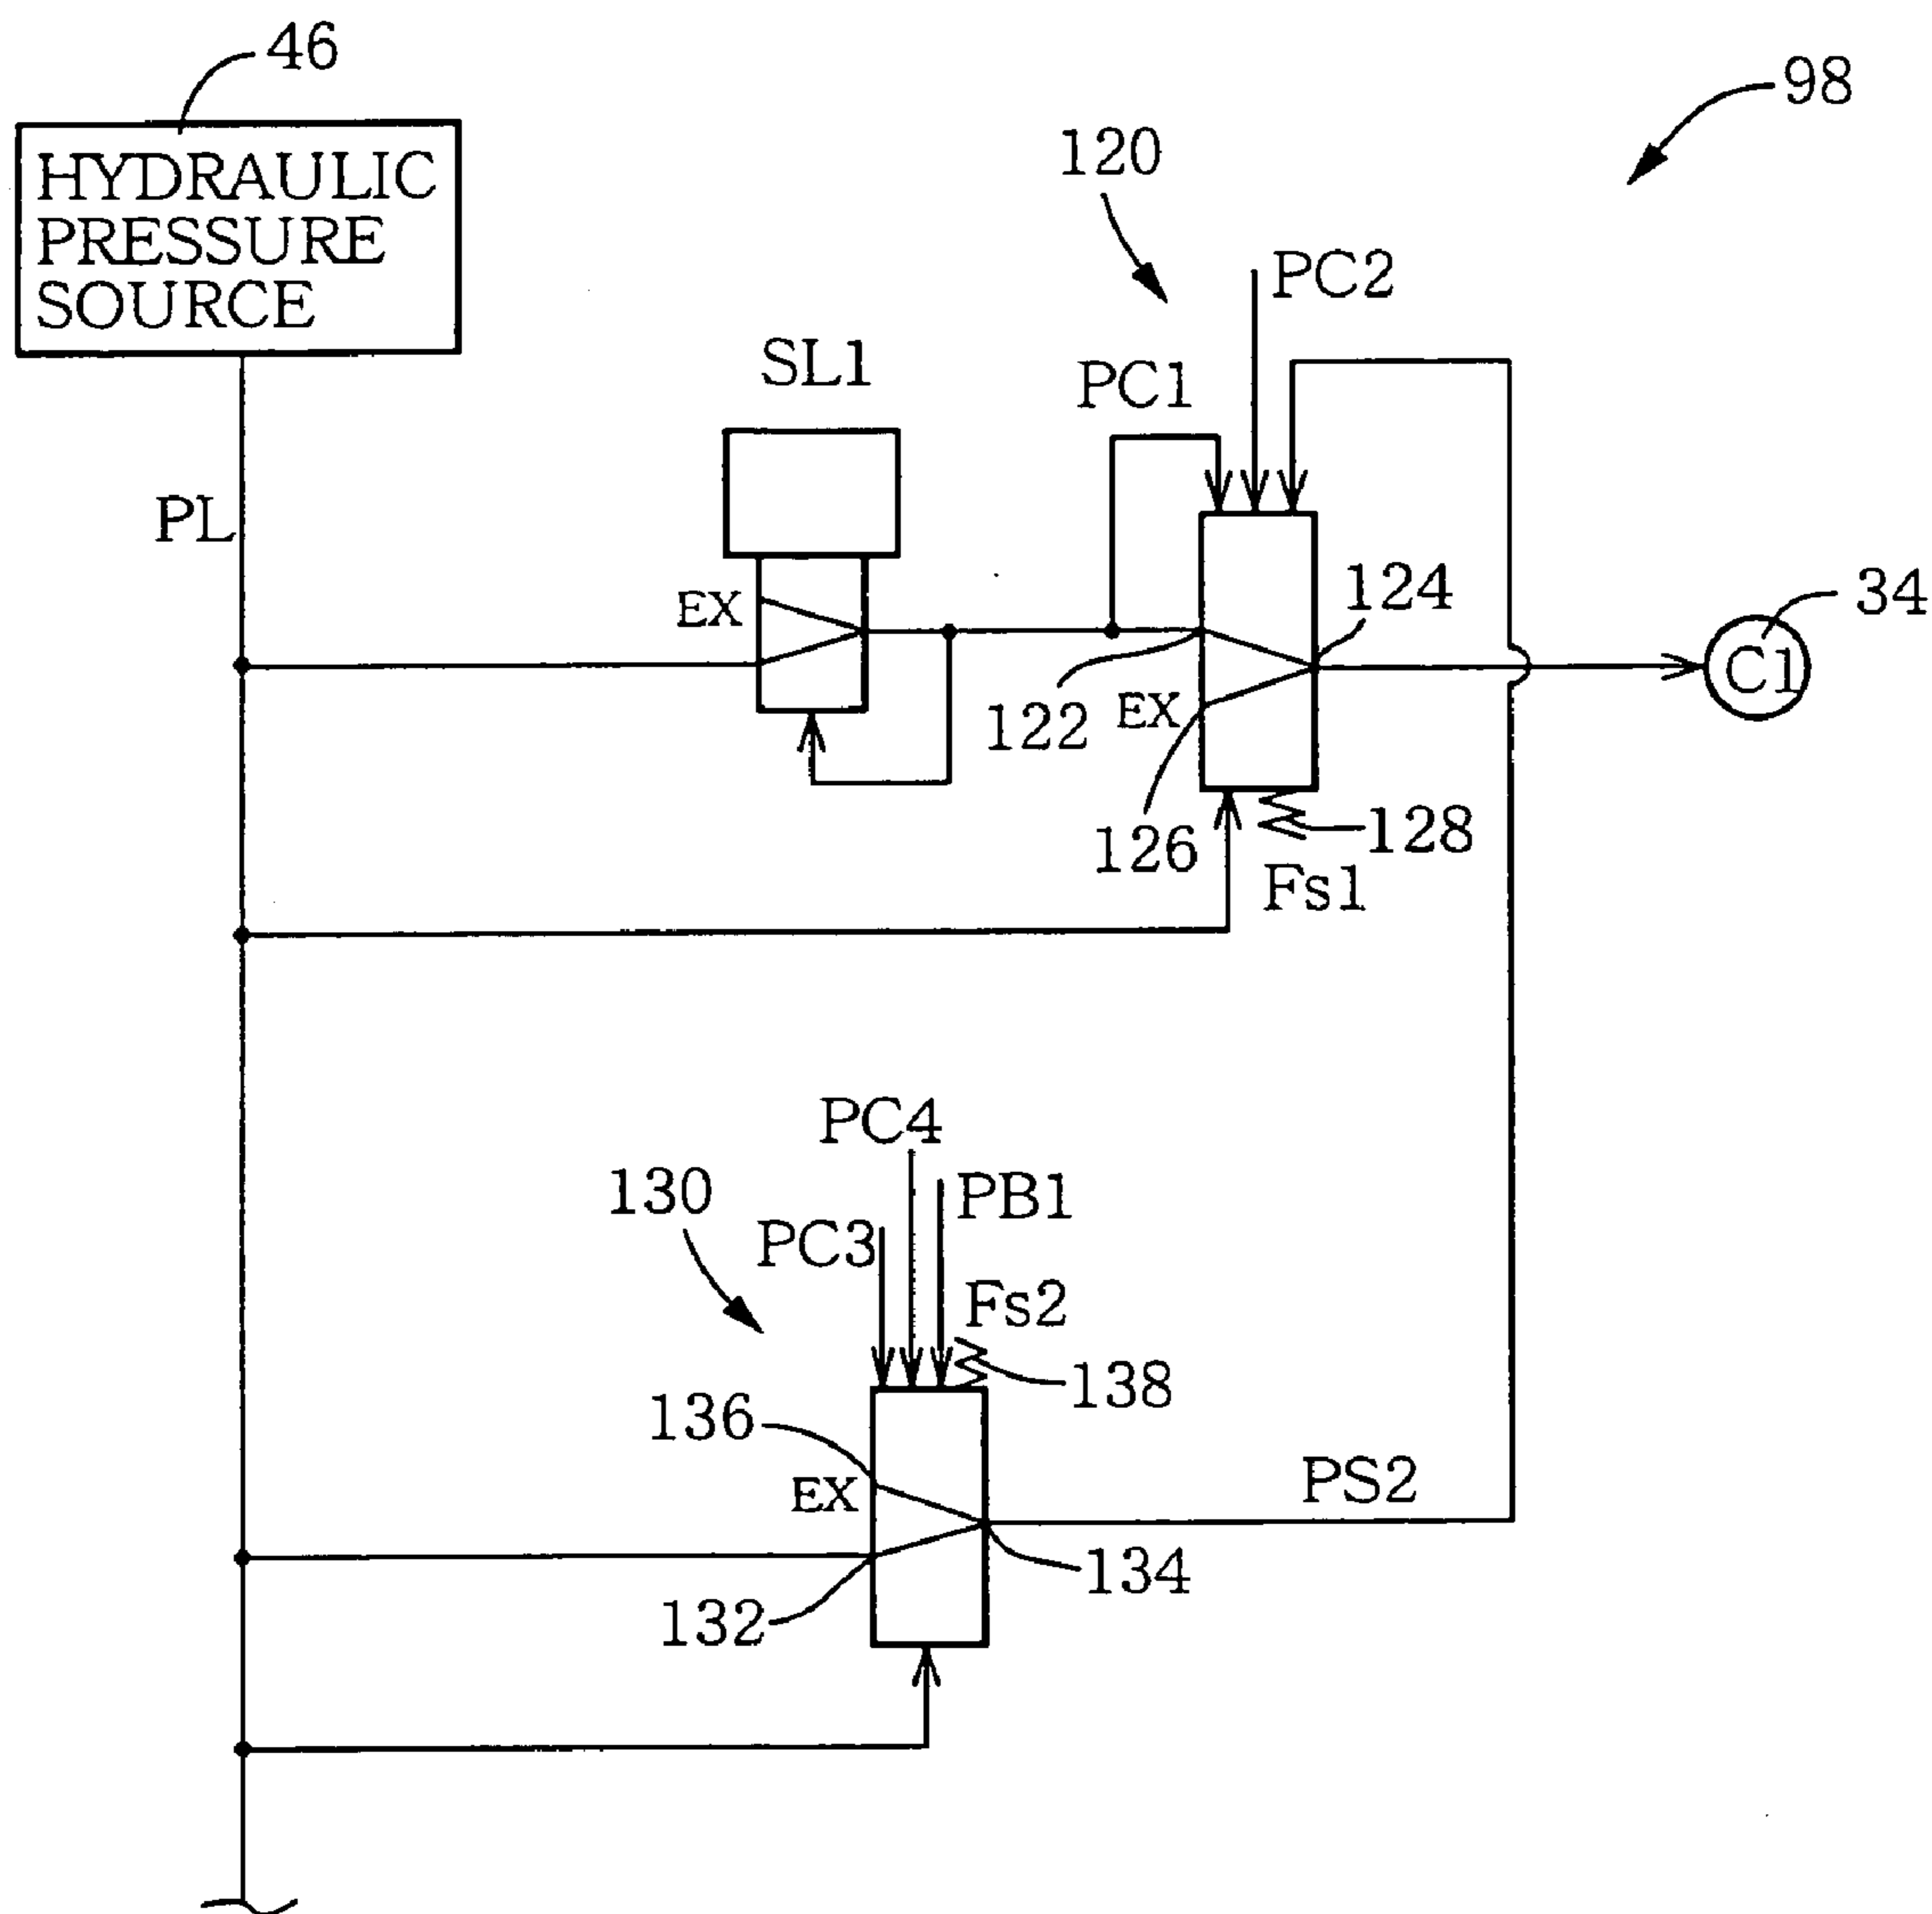 46
98
HYDRAULIC
PRESSURE
SOURCE
120
PC2
SL1
PC1
PL
EX
124
34
C1
122
EX
126
128
Fs1
PC4
130
PB1
PC3
Fs2
138
136
EX
PS2
134
132